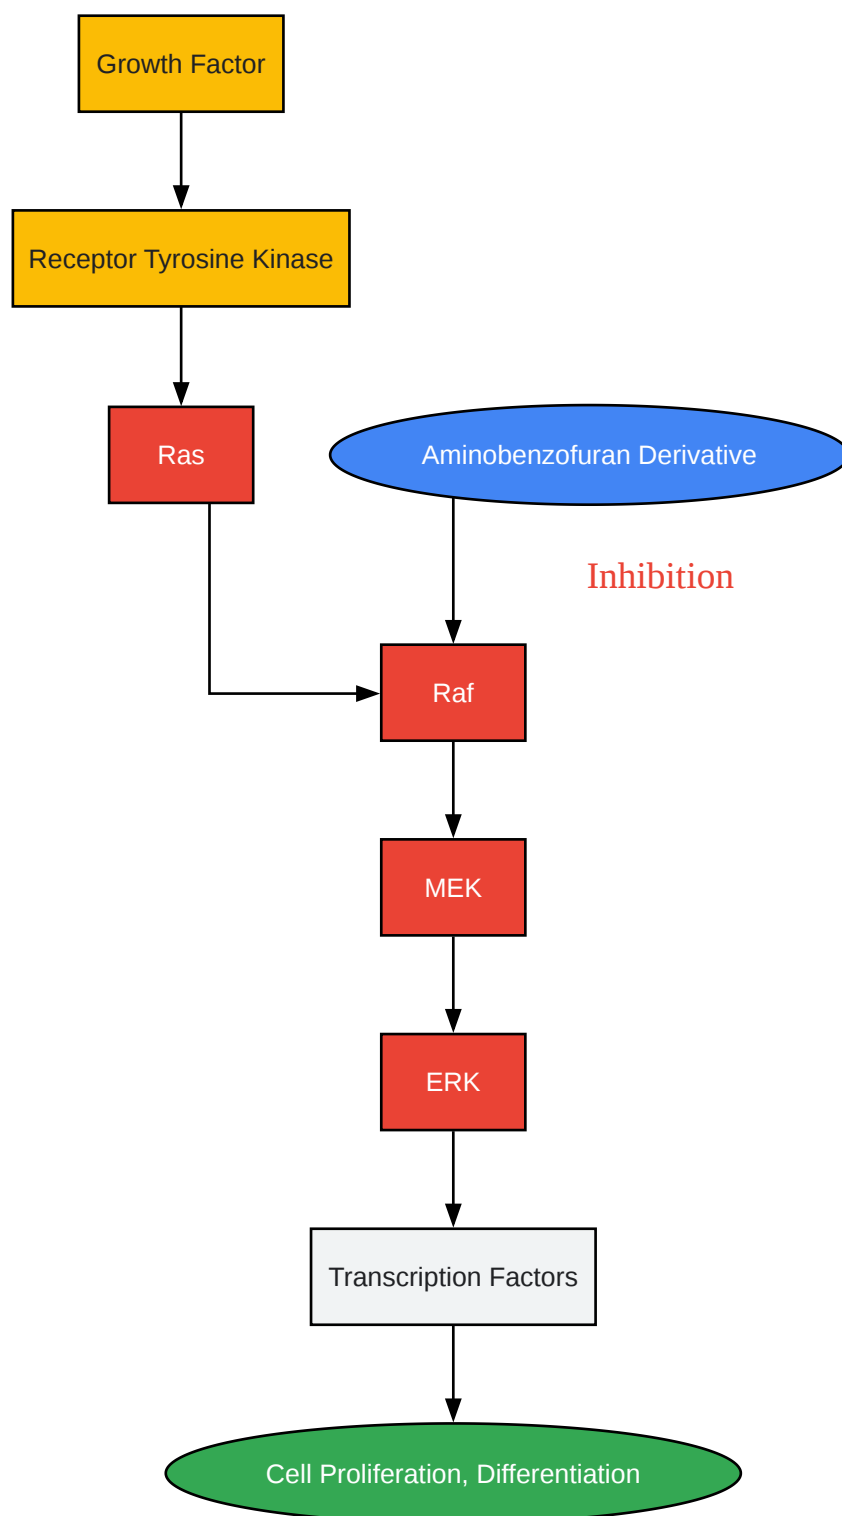 Growth Factor
Receptor Tyrosine Kinase
Ras
Aminobenzofuran Derivative
Inhibition
Raf
MEK
ERK
Transcription Factors
Cell Proliferation, Differentiation